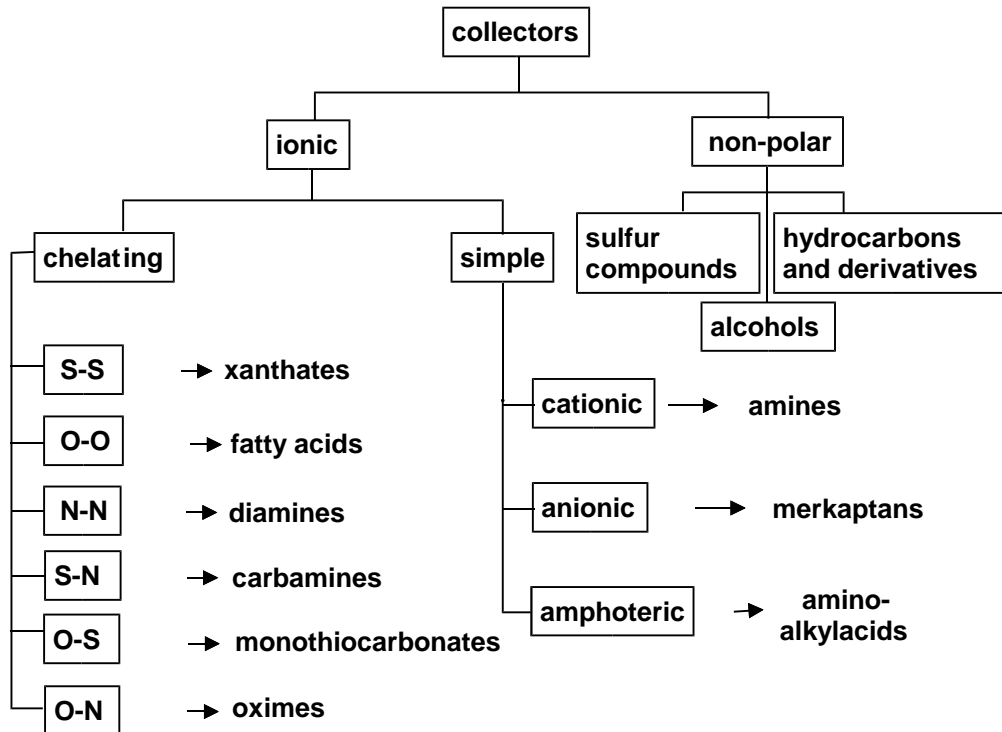 collectors
ionic
non-polar
chelating
simple
sulfur
compounds
hydrocarbons
and derivatives
alcohols
S-S
xanthates
cationic
amines
O-O
fatty acids
N-N
diamines
anionic
merkaptans
S-N
carbamines
amphoteric
amino-
alkylacids
O-S
monothiocarbonates
O-N
oximes